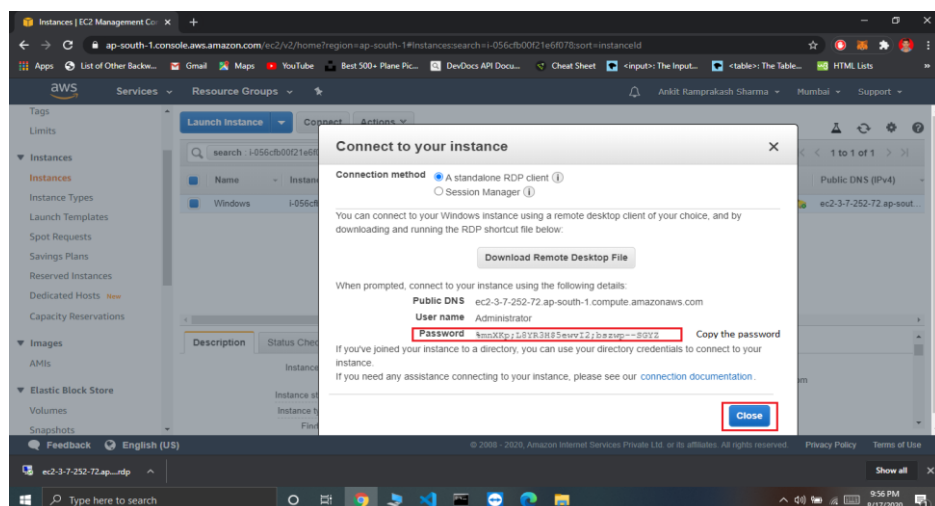 Instances | EC2 Management Co
ap-south-1.console.aws.amazon.com/ec2/v2/home?region=ap-south-1#Instances:search=i-056cfb00f21e6f078:sort=instanceId
Apps List of Other Backw... Gmail Maps YouTube Best 500+ Plane Pic... DevDocs API Docu... Cheat Sheet <input>: The Input... <table>: The Table... HTML Lists »
aws Services Resource Groups Ankit Ramprakash Sharma Mumbai Support
Tags
Limits
Instances
Instances
Instance Types
Launch Templates
Spot Requests
Savings Plans
Reserved Instances
Dedicated Hosts New
Capacity Reservations
Images
AMIs
Elastic Block Store
Volumes
Snapshots
Launch Instance Connect Actions
search : i-056cfb00f21e6f 1 to 1 of 1
Name Instan Public DNS (IPv4)
Windows i-056cf ec2-3-7-252-72.ap-sout...
Description Status Chec
Instance
Instance st
Instance t
Find
om
Connect to your instance
Connection method A standalone RDP client
Session Manager
You can connect to your Windows instance using a remote desktop client of your choice, and by
downloading and running the RDP shortcut file below:
Download Remote Desktop File
When prompted, connect to your instance using the following details:
Public DNS ec2-3-7-252-72.ap-south-1.compute.amazonaws.com
User name Administrator
Password Copy the password
If you've joined your instance to a directory, you can use your directory credentials to connect to your
instance.
If you need any assistance connecting to your instance, please see our connection documentation.
Close
Feedback English (US) © 2008 - 2020, Amazon Internet Services Private Ltd. or its affiliates. All rights reserved. Privacy Policy Terms of Use
ec2-3-7-252-72.ap....rdp Show all
Type here to search 9:56 PM
8/17/2020